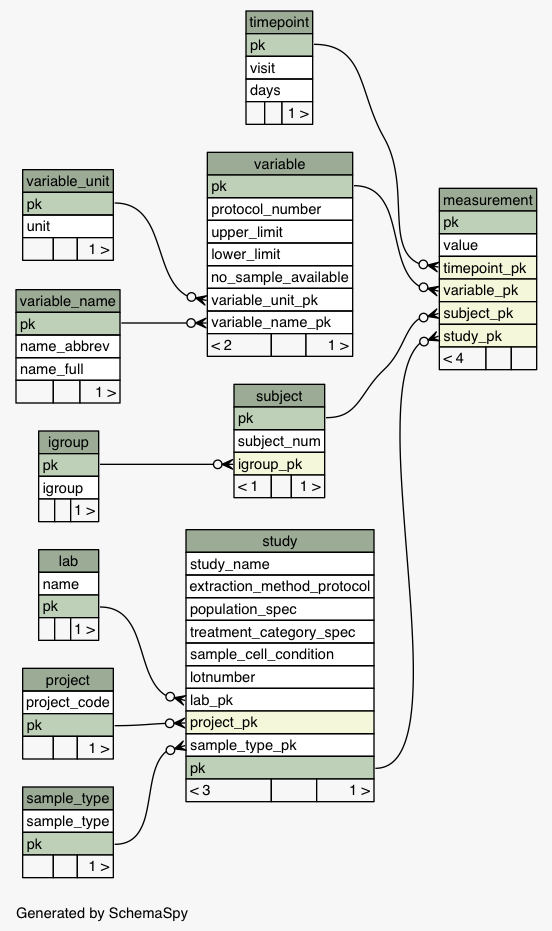 timepoint
pk
visit
days
1 >
variable_unit
pk
unit
1 >
variable
pk
protocol_number
upper_limit
lower_limit
no_sample_available
variable_unit_pk
variable_name_pk
< 2 1 >
measurement
pk
value
timepoint_pk
variable_pk
subject_pk
study_pk
< 4
variable_name
pk
name_abbrev
name_full
1 >
subject
pk
subject_num
igroup_pk
< 1 1 >
igroup
pk
igroup
1 >
study
study_name
extraction_method_protocol
population_spec
treatment_category_spec
sample_cell_condition
lotnumber
lab_pk
project_pk
sample_type_pk
pk
< 3 1 >
lab
name
pk
1 >
project
project_code
pk
1 >
sample_type
sample_type
pk
1 >
Generated by SchemaSpy